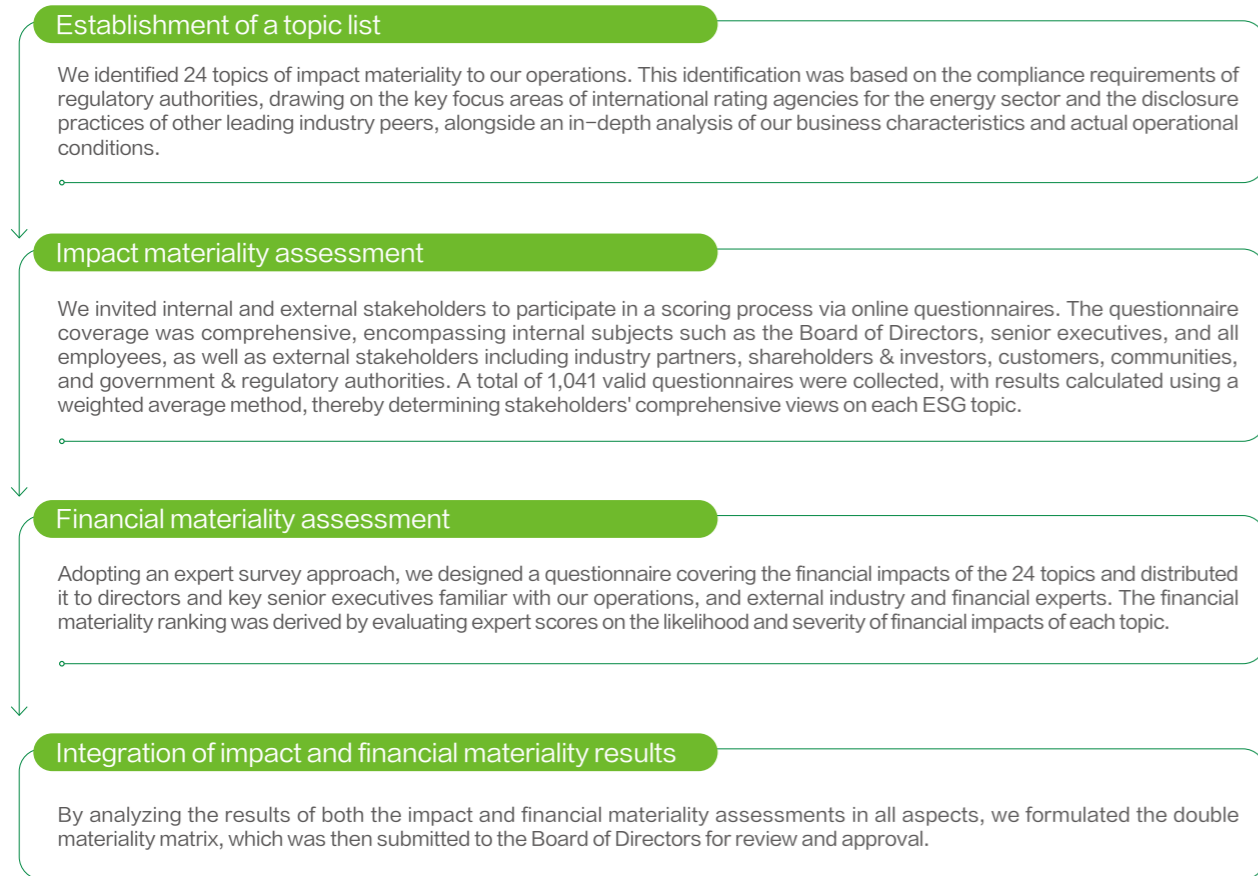 Establishment of a topic list
We identified 24 topics of impact materiality to our operations. This identification was based on the compliance requirements of
regulatory authorities, drawing on the key focus areas of international rating agencies for the energy sector and the disclosure
practices of other leading industry peers, alongside an in-depth analysis of our business characteristics and actual operational
conditions.
Impact materiality assessment
We invited internal and external stakeholders to participate in a scoring process via online questionnaires. The questionnaire
coverage was comprehensive, encompassing internal subjects such as the Board of Directors, senior executives, and all
employees, as well as external stakeholders including industry partners, shareholders & investors, customers, communities,
and government & regulatory authorities. A total of 1,041 valid questionnaires were collected, with results calculated using a
weighted average method, thereby determining stakeholders' comprehensive views on each ESG topic.
Financial materiality assessment
Adopting an expert survey approach, we designed a questionnaire covering the financial impacts of the 24 topics and distributed
it to directors and key senior executives familiar with our operations, and external industry and financial experts. The financial
materiality ranking was derived by evaluating expert scores on the likelihood and severity of financial impacts of each topic.
Integration of impact and financial materiality results
By analyzing the results of both the impact and financial materiality assessments in all aspects, we formulated the double
materiality matrix, which was then submitted to the Board of Directors for review and approval.